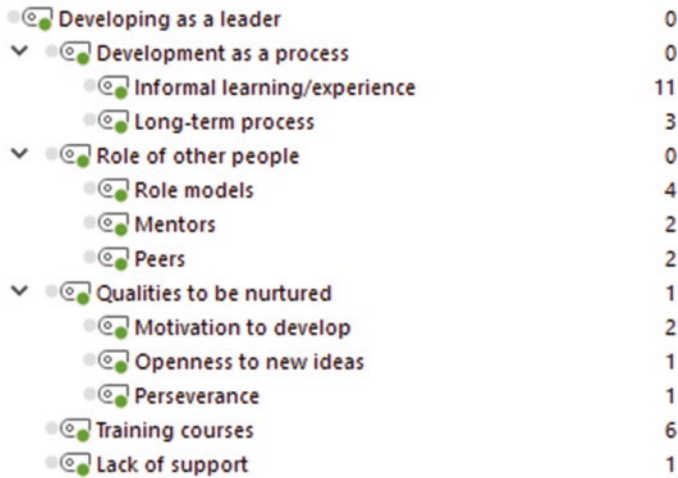 Developing as a leader 0
Development as a process 0
Informal learning/experience 11
Long-term process 3
Role of other people 0
Role models 4
Mentors 2
Peers 2
Qualities to be nurtured 1
Motivation to develop 2
Openness to new ideas 1
Perseverance 1
Training courses 6
Lack of support 1